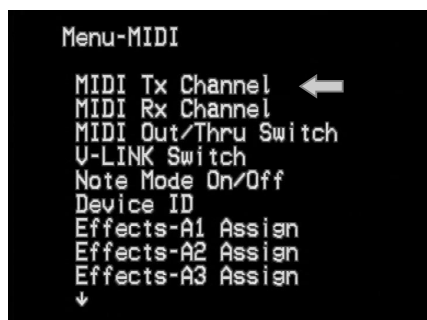 Menu-MIDI
MIDI Tx Channel
MIDI Rx Channel
MIDI Out/Thru Switch
V-LINK Switch
Note Mode On/Off
Device ID
Effects-A1 Assign
Effects-A2 Assign
Effects-A3 Assign